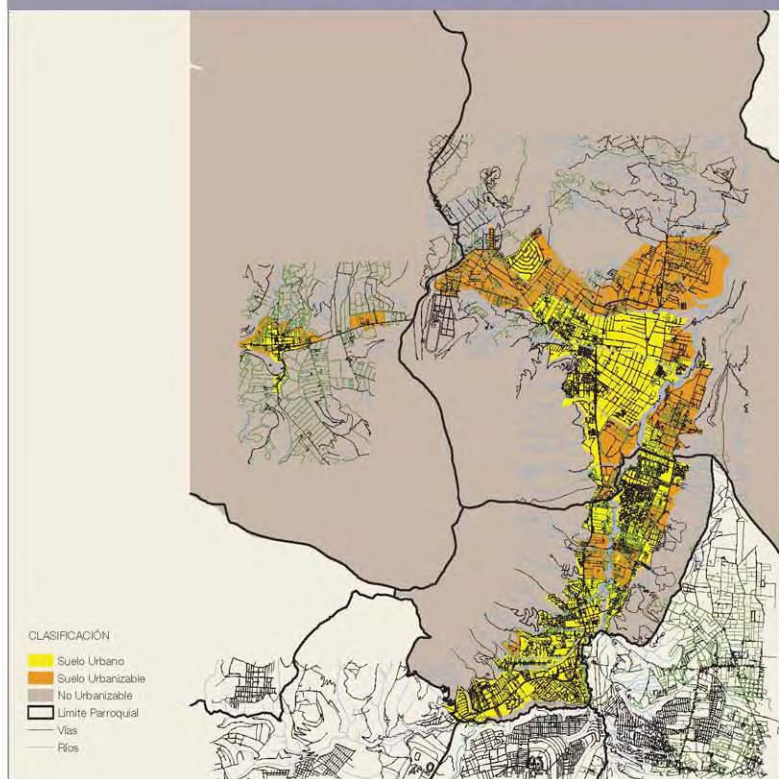 CLASIFICACIÓN
Suelo Urbano
Suelo Urbanizable
No Urbanizable
Límite Parroquial
Vías
Ríos